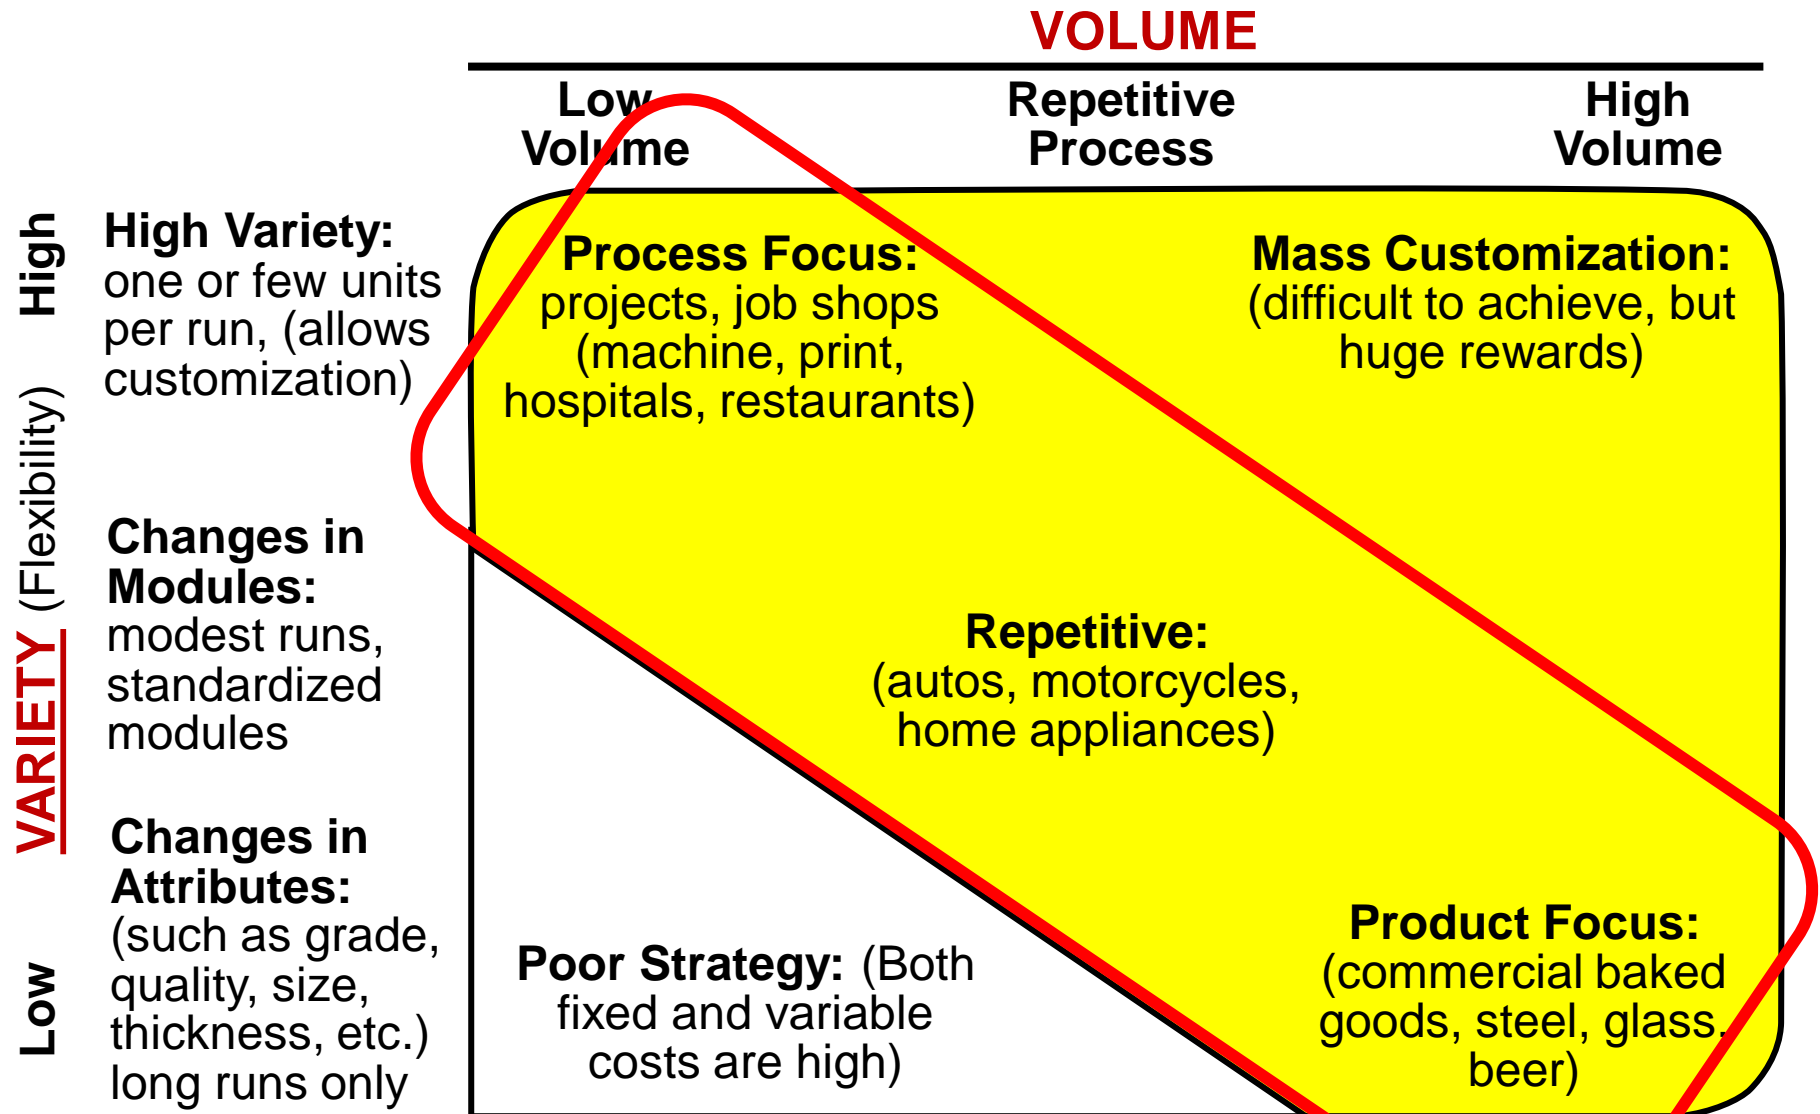 VOLUME
Low
Volume
Repetitive
Process
High
Volume
High
VARIETY (Flexibility)
Low
High Variety:
one or few units
per run, (allows
customization)
Changes in
Modules:
modest runs,
standardized
modules
Changes in
Attributes:
(such as grade,
quality, size,
thickness, etc.)
long runs only
Process Focus:
projects, job shops
(machine, print,
hospitals, restaurants)
Mass Customization:
(difficult to achieve, but
huge rewards)
Repetitive:
(autos, motorcycles,
home appliances)
Poor Strategy: (Both
fixed and variable
costs are high)
Product Focus:
(commercial baked
goods, steel, glass,
beer)